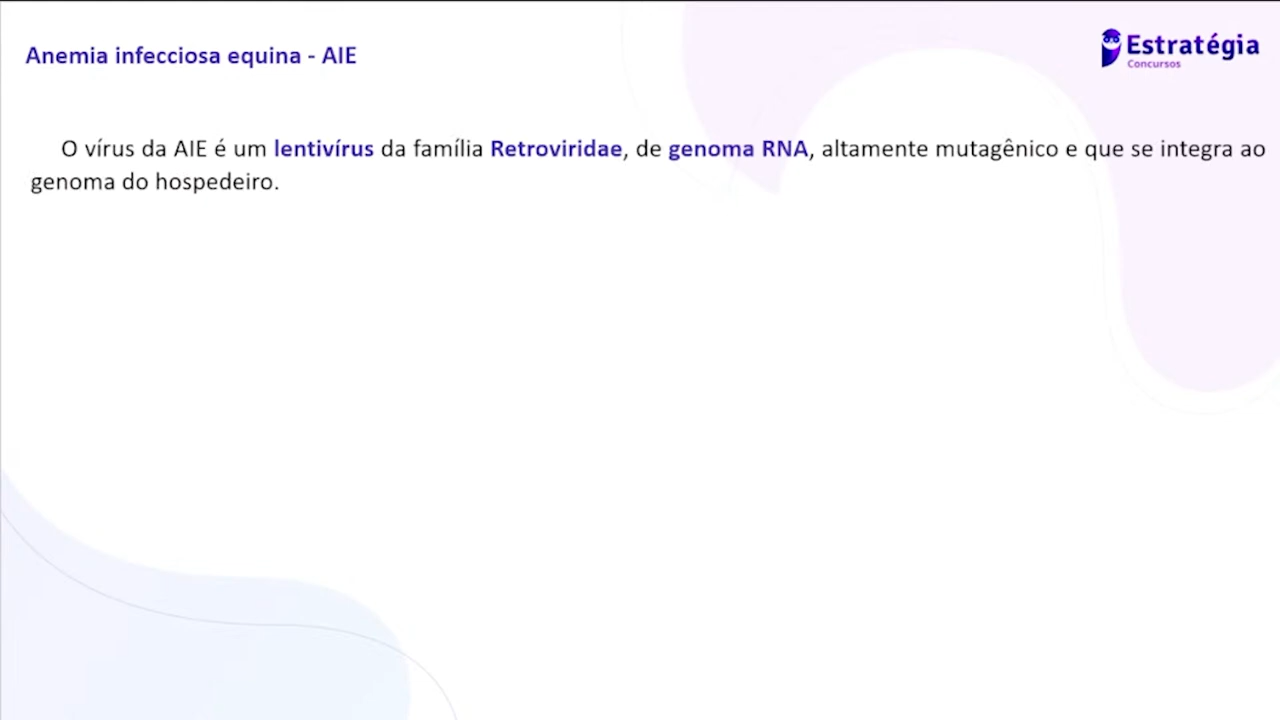 Anemia infecciosa equina - AIE
Estratégia
Concursos
O vírus da AIE é um lentivírus da família Retroviridae, de genoma RNA, altamente mutagênico e que se integra ao
genoma do hospedeiro.